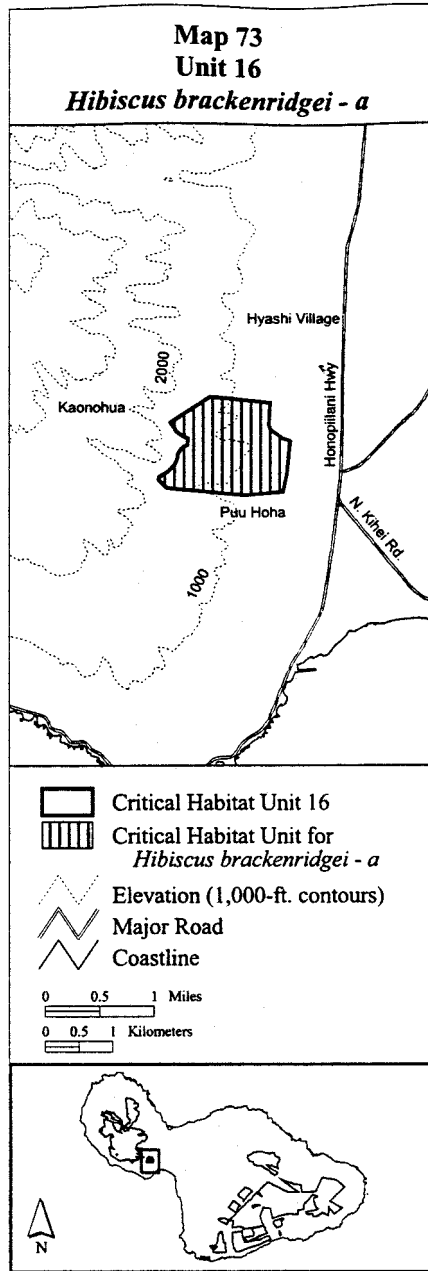 Map 73
Unit 16
Hibiscus brackenridgei - a
Hyashi Village
2000
Honopiilani Hwy
Kaonohua
Puu Hoha
N. Kihei Rd.
1000
Critical Habitat Unit 16
Critical Habitat Unit for
Hibiscus brackenridgei - a
Elevation (1,000-ft. contours)
Major Road
Coastline
0 0.5 1 Miles
0 0.5 1 Kilometers
N